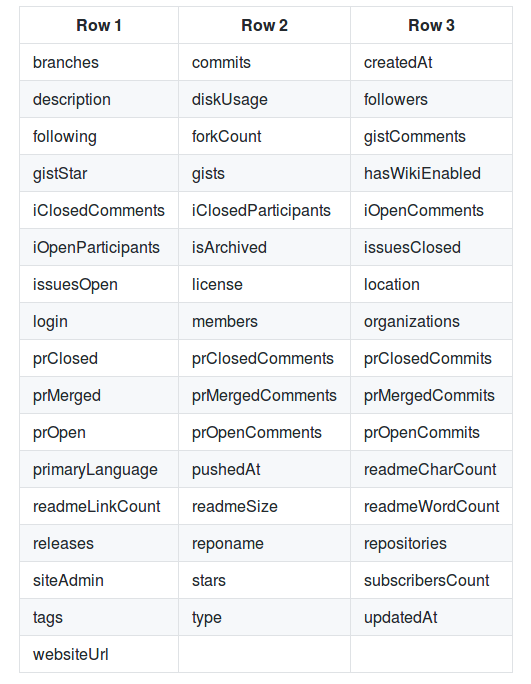 Row 1 Row 2 Row 3
branches commits createdAt
description diskUsage followers
following forkCount gistComments
gistStar gists hasWikiEnabled
iClosedComments iClosedParticipants iOpenComments
iOpenParticipants isArchived issuesClosed
issuesOpen license location
login members organizations
prClosed prClosedComments prClosedCommits
prMerged prMergedComments prMergedCommits
prOpen prOpenComments prOpenCommits
primaryLanguage pushedAt readmeCharCount
readmeLinkCount readmeSize readmeWordCount
releases reponame repositories
siteAdmin stars subscribersCount
tags type updatedAt
websiteUrl